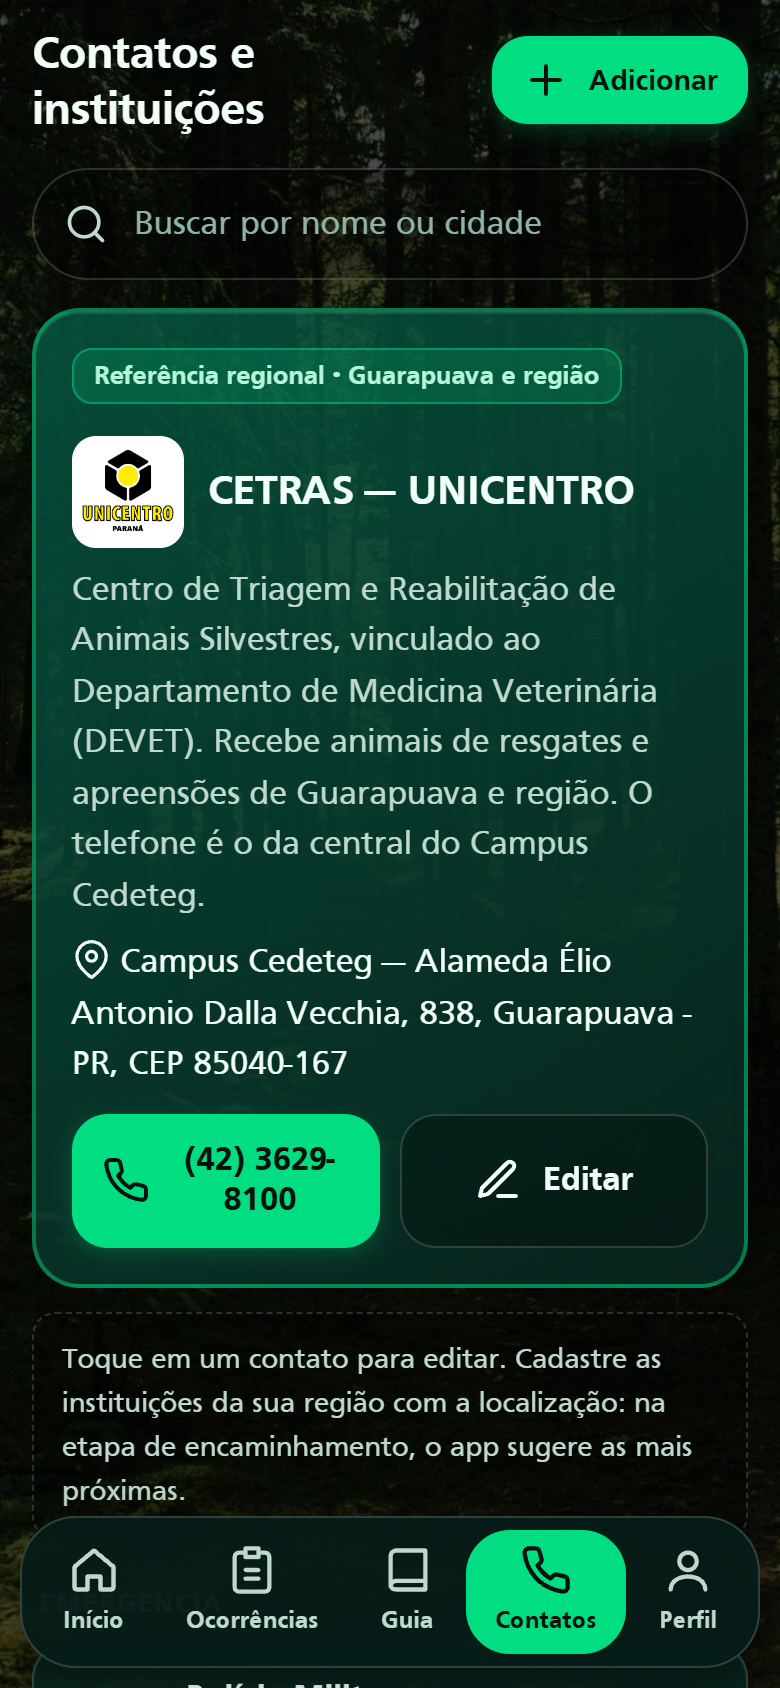 Contatos e
instituições
Adicionar
Buscar por nome ou cidade
Referência regional • Guarapuava e região
UNICENTRO
PARANÁ
CETRAS — UNICENTRO
Centro de Triagem e Reabilitação de
Animais Silvestres, vinculado ao
Departamento de Medicina Veterinária
(DEVET). Recebe animais de resgates e
apreensões de Guarapuava e região. O
telefone é o da central do Campus
Cedeteg.
Campus Cedeteg — Alameda Élio
Antonio Dalla Vecchia, 838, Guarapuava -
PR, CEP 85040-167
(42) 3629-
8100
Editar
Toque em um contato para editar. Cadastre as
instituições da sua região com a localização: na
etapa de encaminhamento, o app sugere as mais
próximas.
EMERGÊNCIA
Início
Ocorrências
Guia
Contatos
Perfil